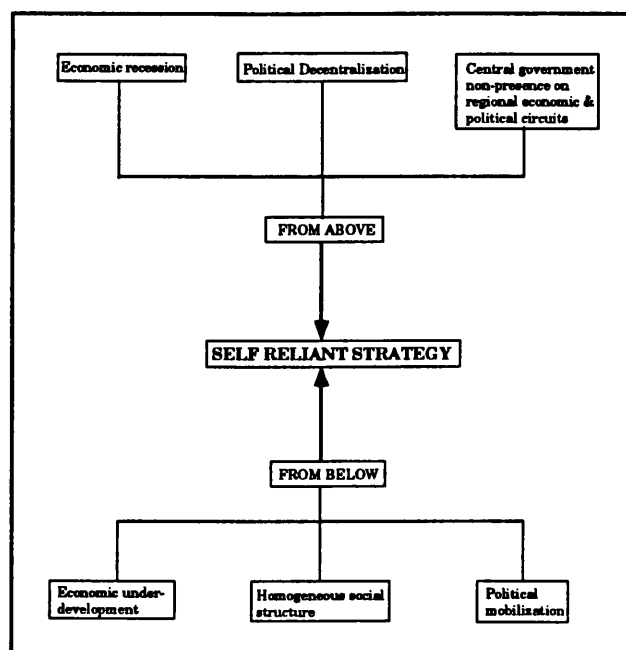 Economic recession
Political Decentralization
Central government
non-presence on
regional economic &
political circuits
FROM ABOVE
SELF RELIANT STRATEGY
FROM BELOW
Economic under-
development
Homogeneous social
structure
Political
mobilization